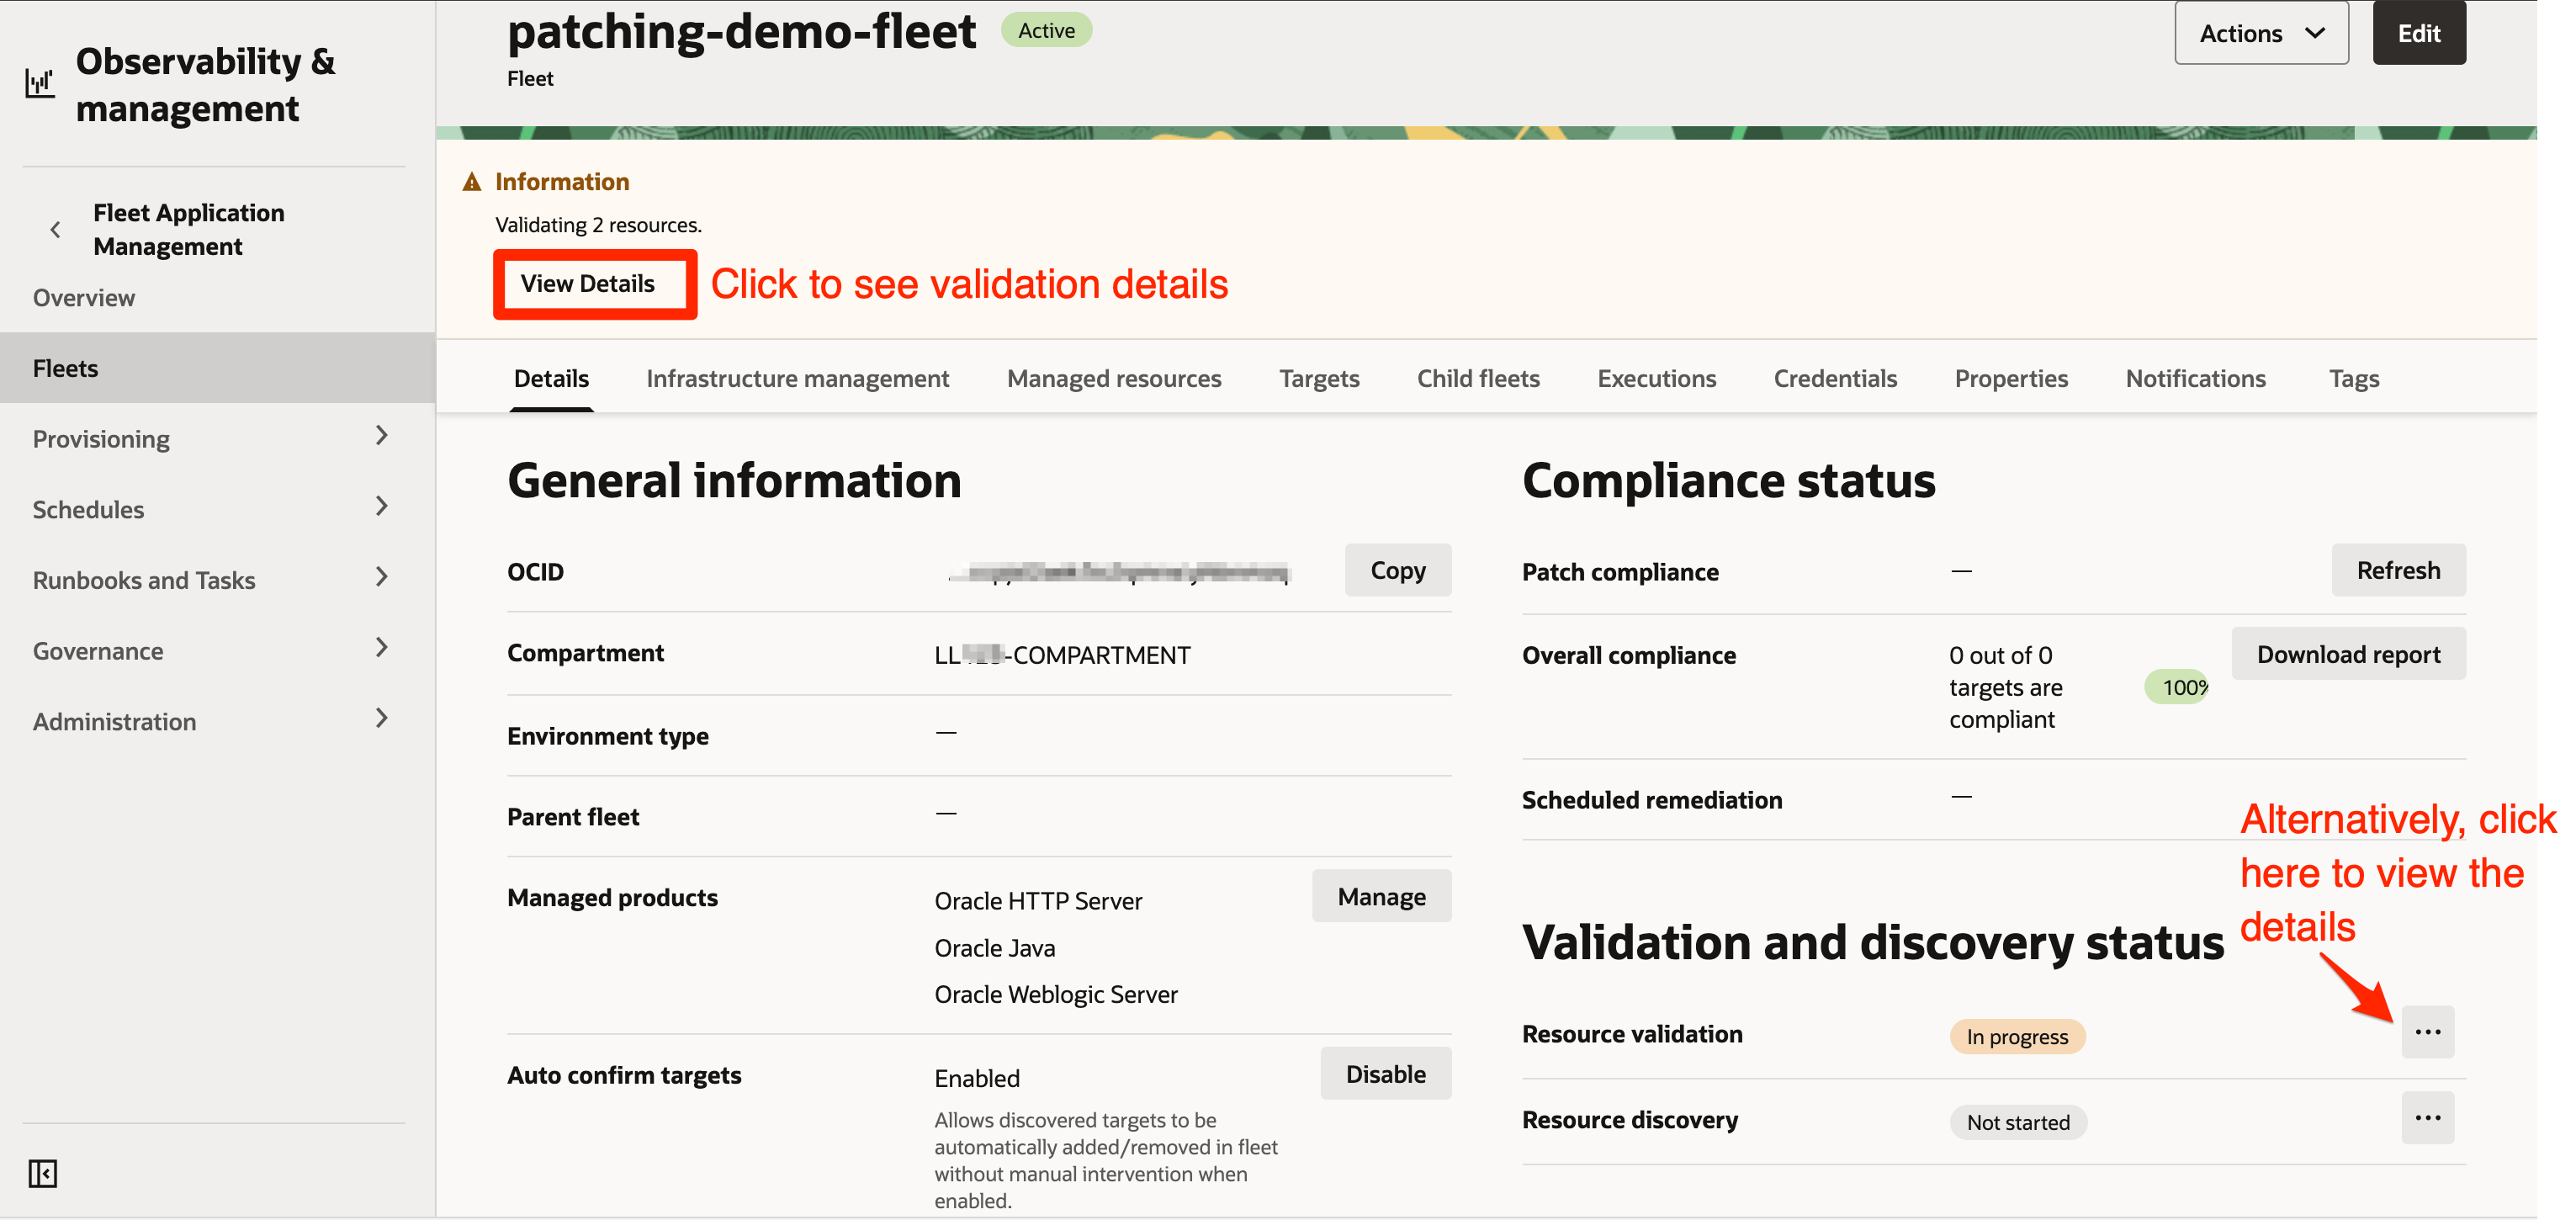 Observability &
management
Fleet Application
Management
Overview
Fleets
Provisioning
Schedules
Runbooks and Tasks
Governance
Administration
patching-demo-fleet
Active
Fleet
Actions
Edit
Information
Validating 2 resources.
View Details
Click to see validation details
Details
Infrastructure management
Managed resources
Targets
Child fleets
Executions
Credentials
Properties
Notifications
Tags
General information
OCID
Copy
Compartment
LL -COMPARTMENT
Environment type
—
Parent fleet
—
Managed products
Oracle HTTP Server
Manage
Oracle Java
Oracle Weblogic Server
Auto confirm targets
Enabled
Disable
Allows discovered targets to be
automatically added/removed in fleet
without manual intervention when
enabled.
Compliance status
Patch compliance
—
Refresh
Overall compliance
0 out of 0
targets are
compliant
100%
Download report
Scheduled remediation
—
Alternatively, click
here to view the
details
Validation and discovery status
Resource validation
In progress
...
Resource discovery
Not started
...